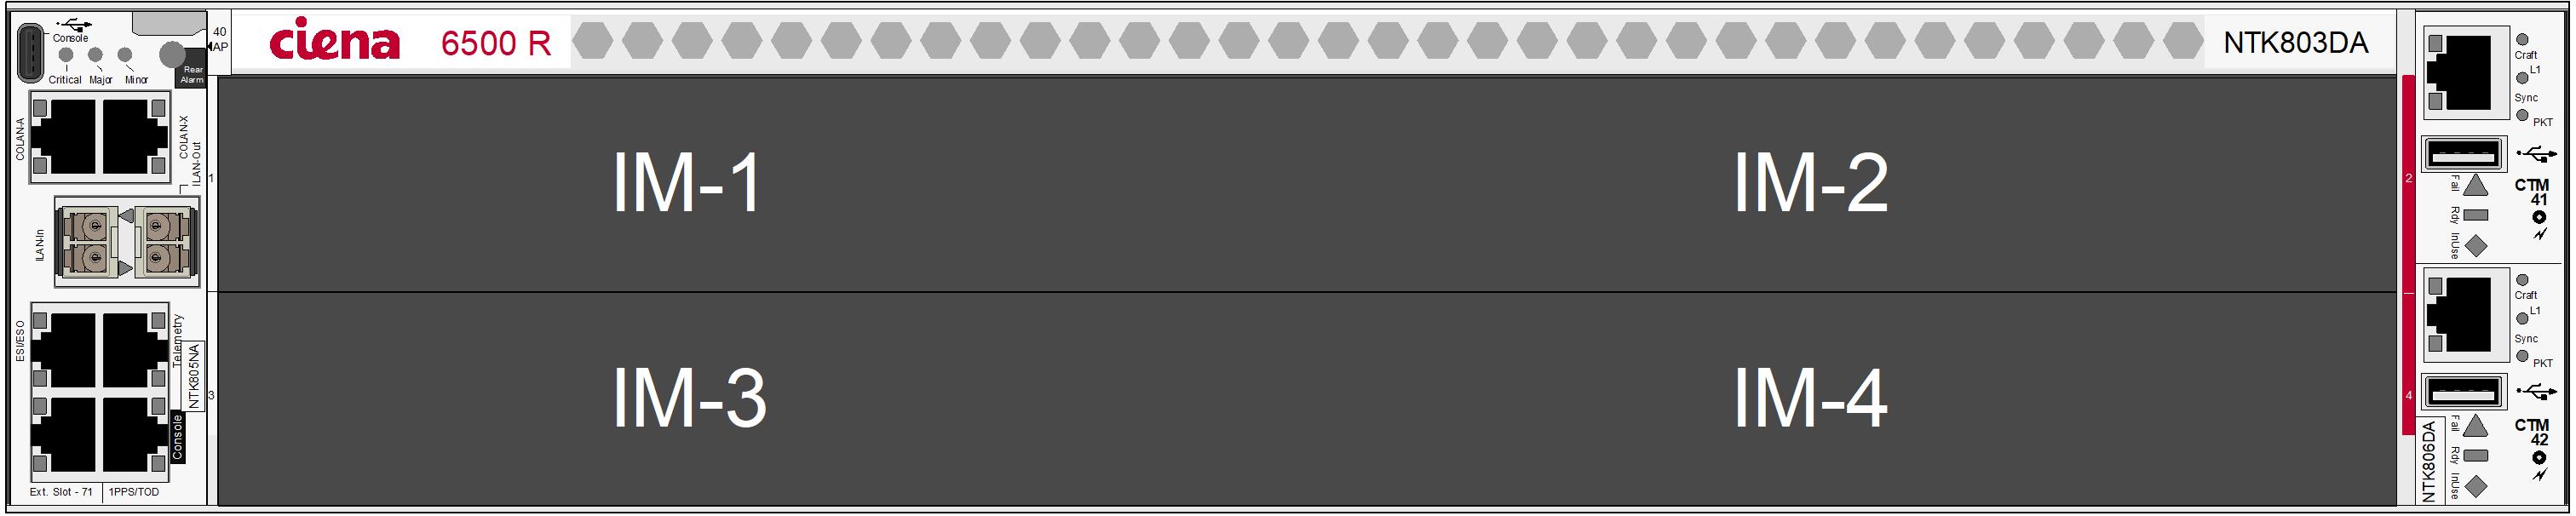 Console
Critical Major Minor
Rear
Alarm
40
AP
ciena 6500 R
NTK803DA
COLAN-A
COLAN-X
ILAN-Out
ILAN-In
1
3
ESI/ESO
Telemetry
NTK805NA
Console
Ext. Slot - 71
1PPS/TOD
IM-1
IM-2
IM-3
IM-4
2
4
Craft
L1
Sync
PKT
Fail
Rdy
InUse
CTM
41
Craft
L1
Sync
PKT
Fail
Rdy
InUse
CTM
42
NTK806DA